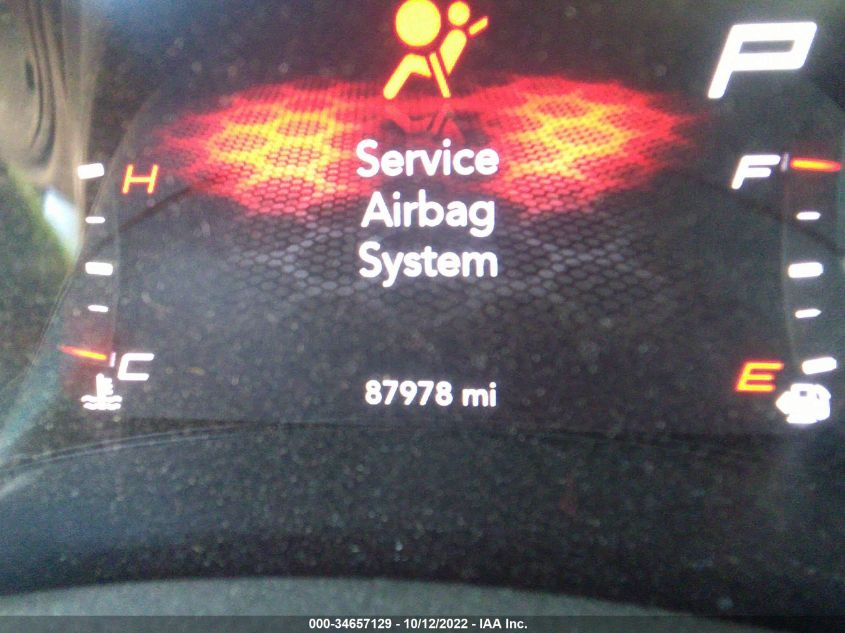 P
Service
H
F
Airbag
System
C
E
87978 mi
000-34657129 - 10/12/2022 - IAA Inc.